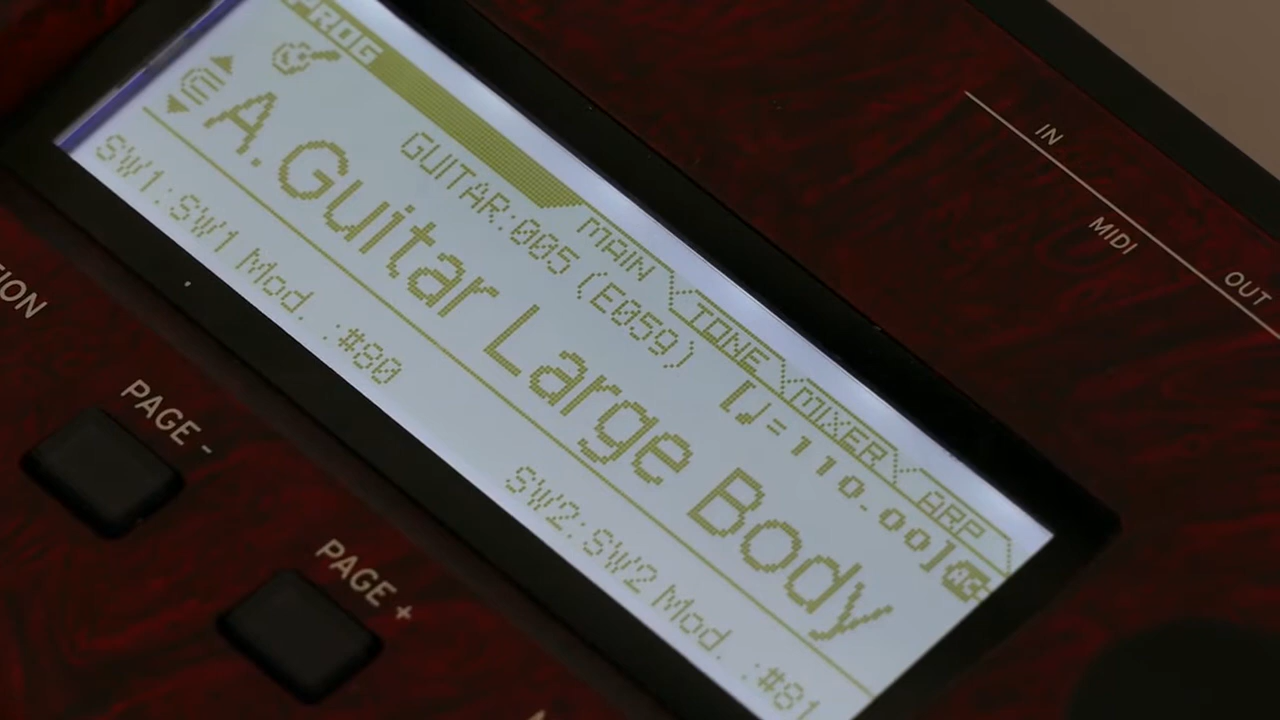 PROG
MAIN TONE MIXER ARP
GUITAR:005 (E059) [♩=110.00]
A.Guitar Large Body
SW1:SW1 Mod. :#80 SW2:SW2 Mod. :#81
PAGE -
PAGE +
IN
MIDI
OUT